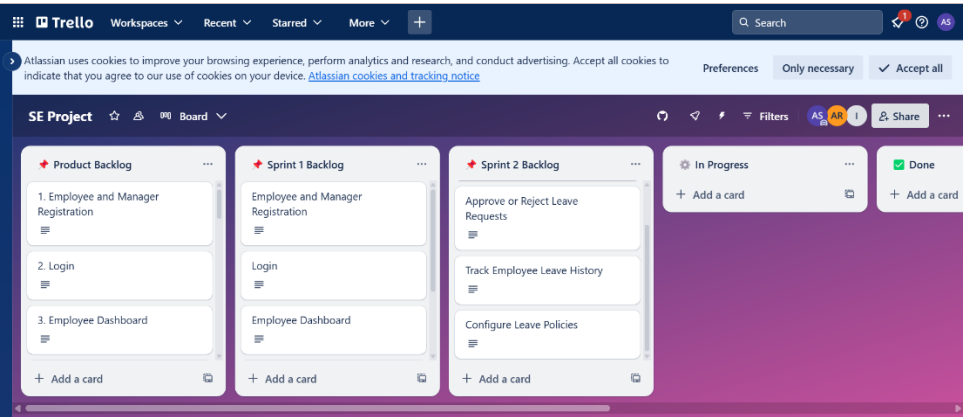 Trello Workspaces Recent Starred More + Search 1 AS
Atlassian uses cookies to improve your browsing experience, perform analytics and research, and conduct advertising. Accept all cookies to
indicate that you agree to our use of cookies on your device. Atlassian cookies and tracking notice
Preferences Only necessary Accept all
SE Project Board Filters AS AR I Share
Product Backlog
1. Employee and Manager
Registration
2. Login
3. Employee Dashboard
+ Add a card
Sprint 1 Backlog
Employee and Manager
Registration
Login
Employee Dashboard
+ Add a card
Sprint 2 Backlog
Approve or Reject Leave
Requests
Track Employee Leave History
Configure Leave Policies
+ Add a card
In Progress
+ Add a card
Done
+ Add a card